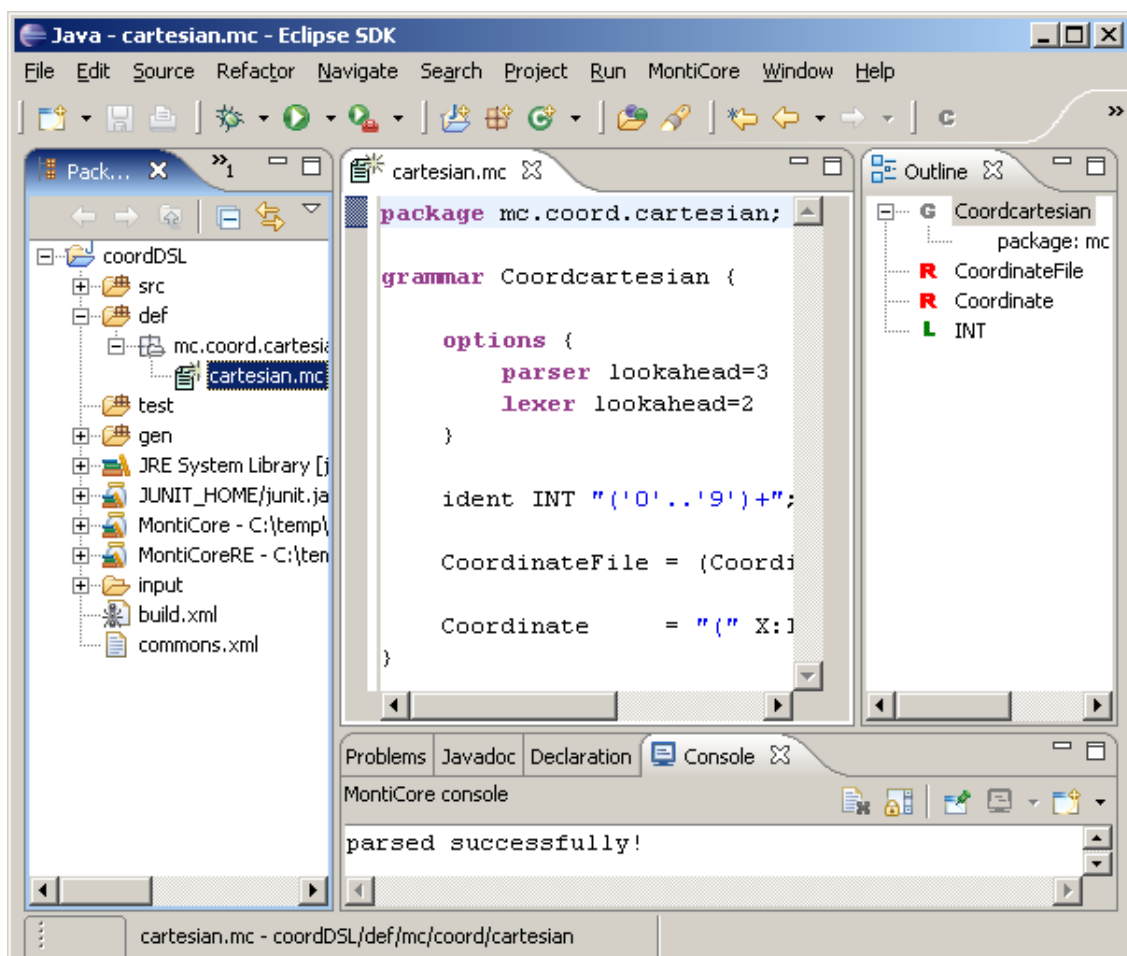 Java - cartesian.mc - Eclipse SDK
File Edit Source Refactor Navigate Search Project Run MontiCore Window Help
Pack...
»1
coordDSL
src
def
mc.coord.cartesia
cartesian.mc
test
gen
JRE System Library [j
JUNIT_HOME/junit.ja
MontiCore - C:\temp\
MontiCoreRE - C:\ten
input
build.xml
commons.xml
cartesian.mc
package mc.coord.cartesian;
grammar Coordcartesian {
options {
parser lookahead=3
lexer lookahead=2
}
ident INT "('0'..'9')+";
CoordinateFile = (Coordi
Coordinate = "(" X:I
}
Outline
G Coordcartesian
package: mc
R CoordinateFile
R Coordinate
L INT
Problems Javadoc Declaration Console
MontiCore console
parsed successfully!
cartesian.mc - coordDSL/def/mc/coord/cartesian